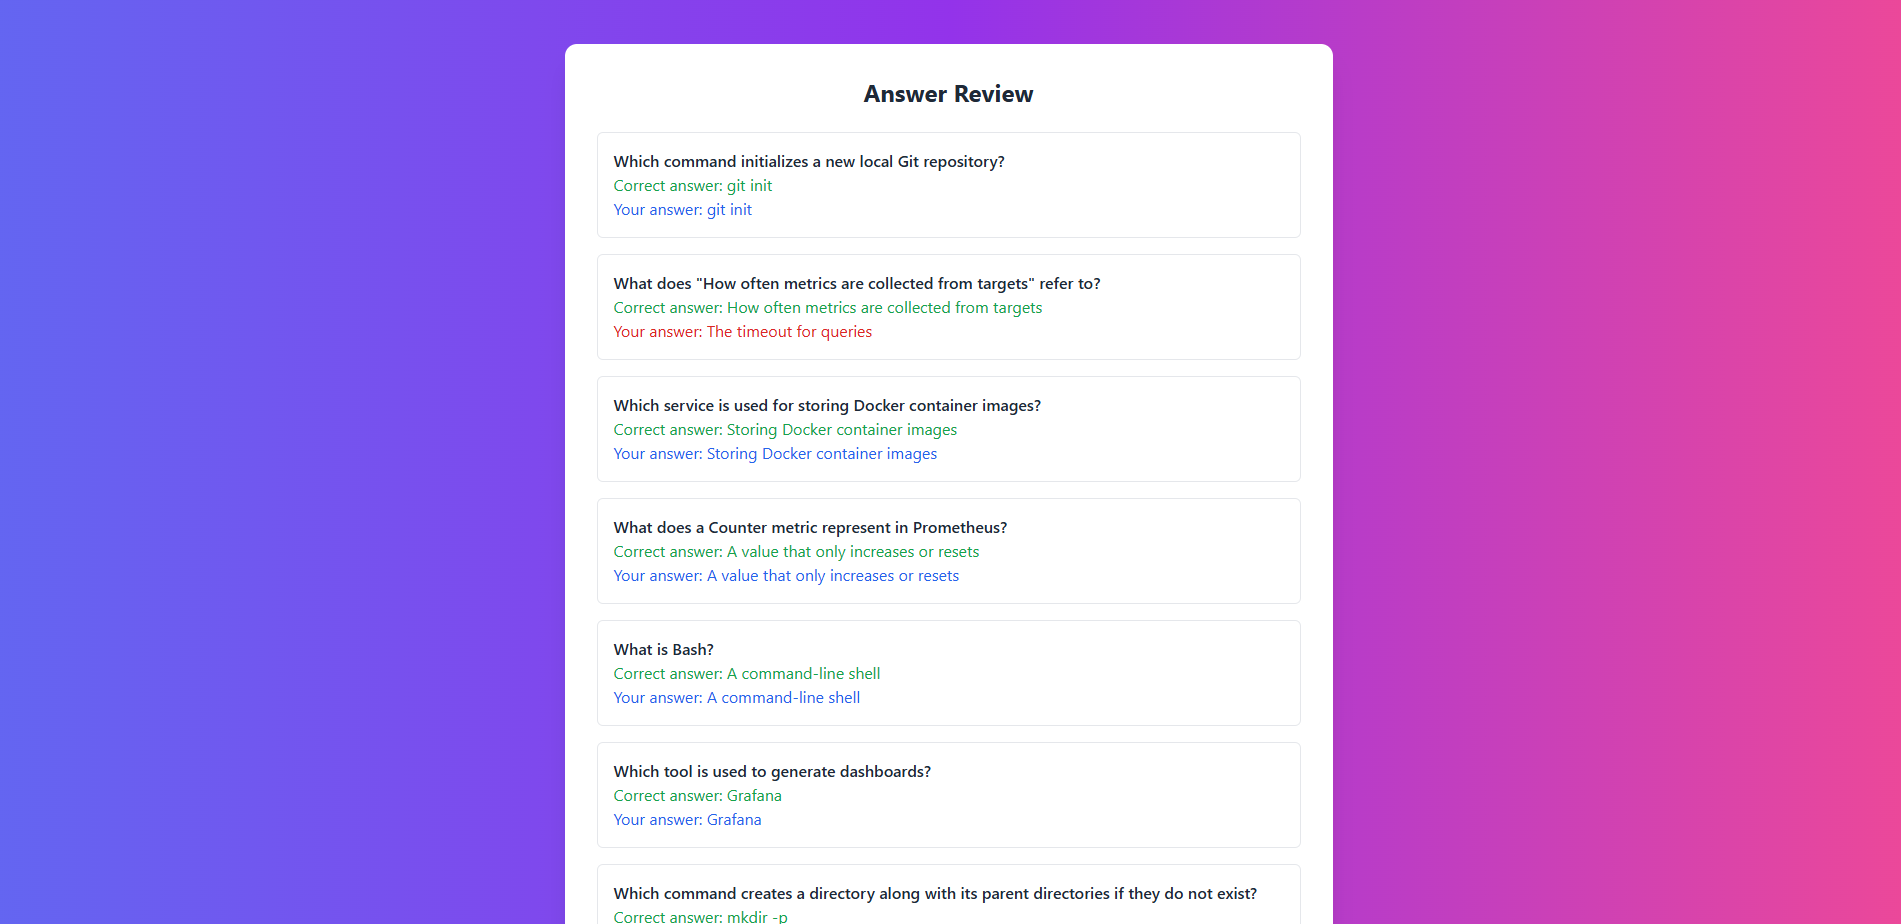 Answer Review
Which command initializes a new local Git repository?
Correct answer: git init
Your answer: git init
What does "How often metrics are collected from targets" refer to?
Correct answer: How often metrics are collected from targets
Your answer: The timeout for queries
Which service is used for storing Docker container images?
Correct answer: Storing Docker container images
Your answer: Storing Docker container images
What does a Counter metric represent in Prometheus?
Correct answer: A value that only increases or resets
Your answer: A value that only increases or resets
What is Bash?
Correct answer: A command-line shell
Your answer: A command-line shell
Which tool is used to generate dashboards?
Correct answer: Grafana
Your answer: Grafana
Which command creates a directory along with its parent directories if they do not exist?
Correct answer: mkdir -p